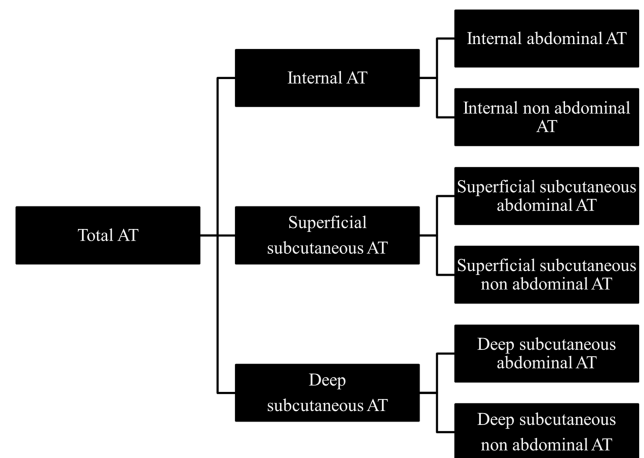 Total AT
Internal AT
Internal abdominal AT
Internal non abdominal
AT
Superficial
subcutaneous AT
Superficial subcutaneous
abdominal AT
Superficial subcutaneous
non abdominal AT
Deep
subcutaneous AT
Deep subcutaneous
abdominal AT
Deep subcutaneous
non abdominal AT